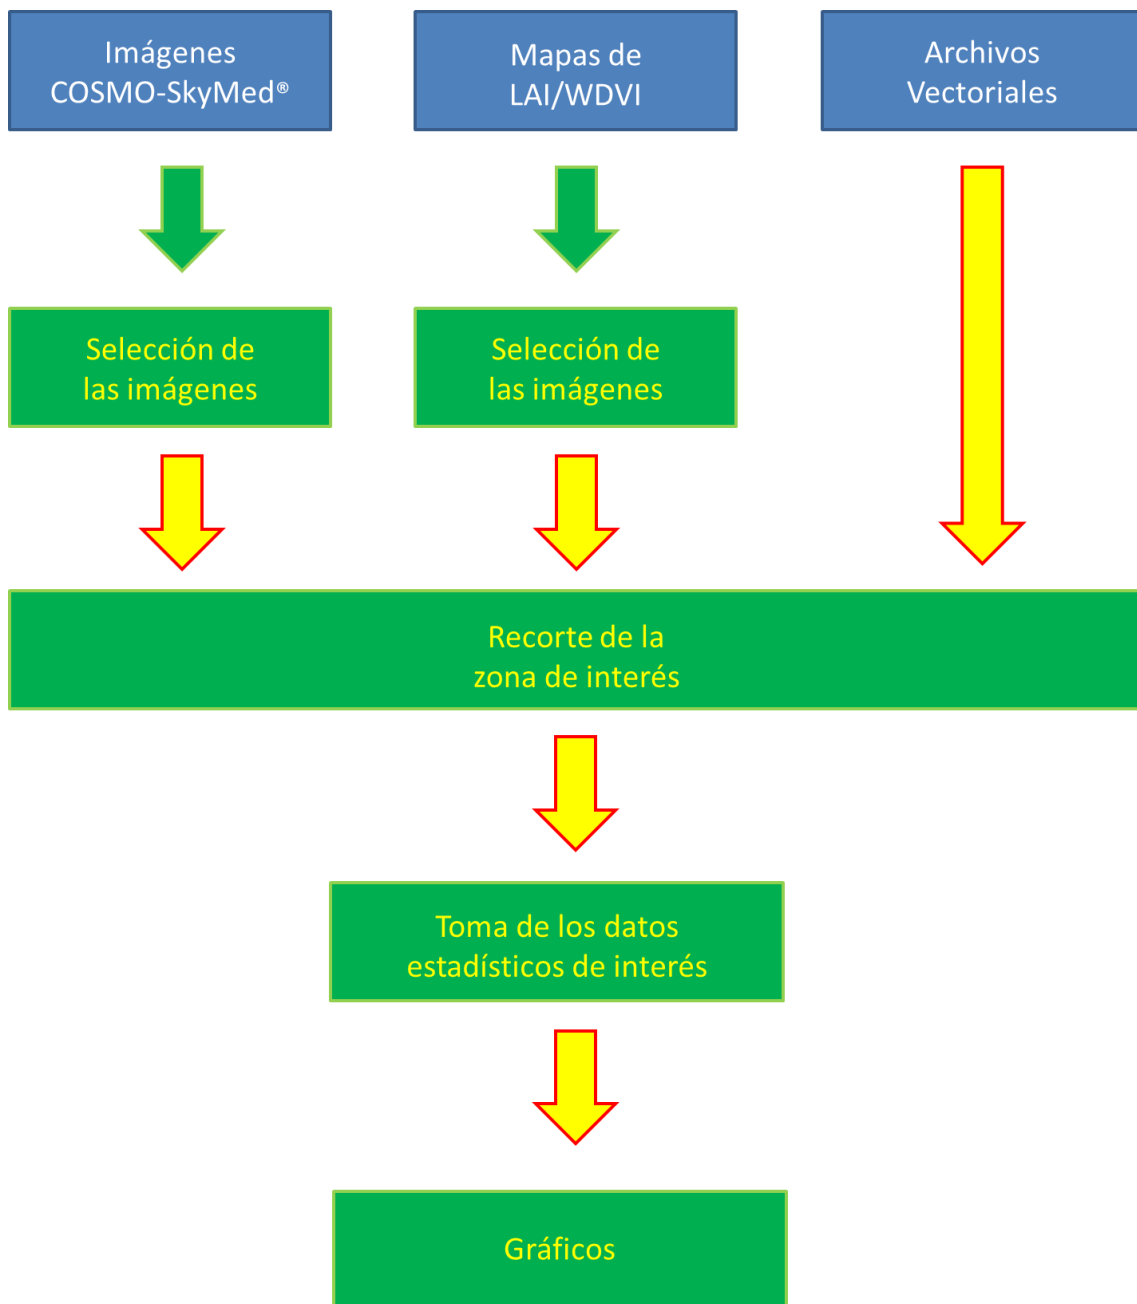 Imágenes
COSMO-SkyMed®
Mapas de
LAI/WDVI
Archivos
Vectoriales
Selección de
las imágenes
Selección de
las imágenes
Recorte de la
zona de interés
Toma de los datos
estadísticos de interés
Gráficos